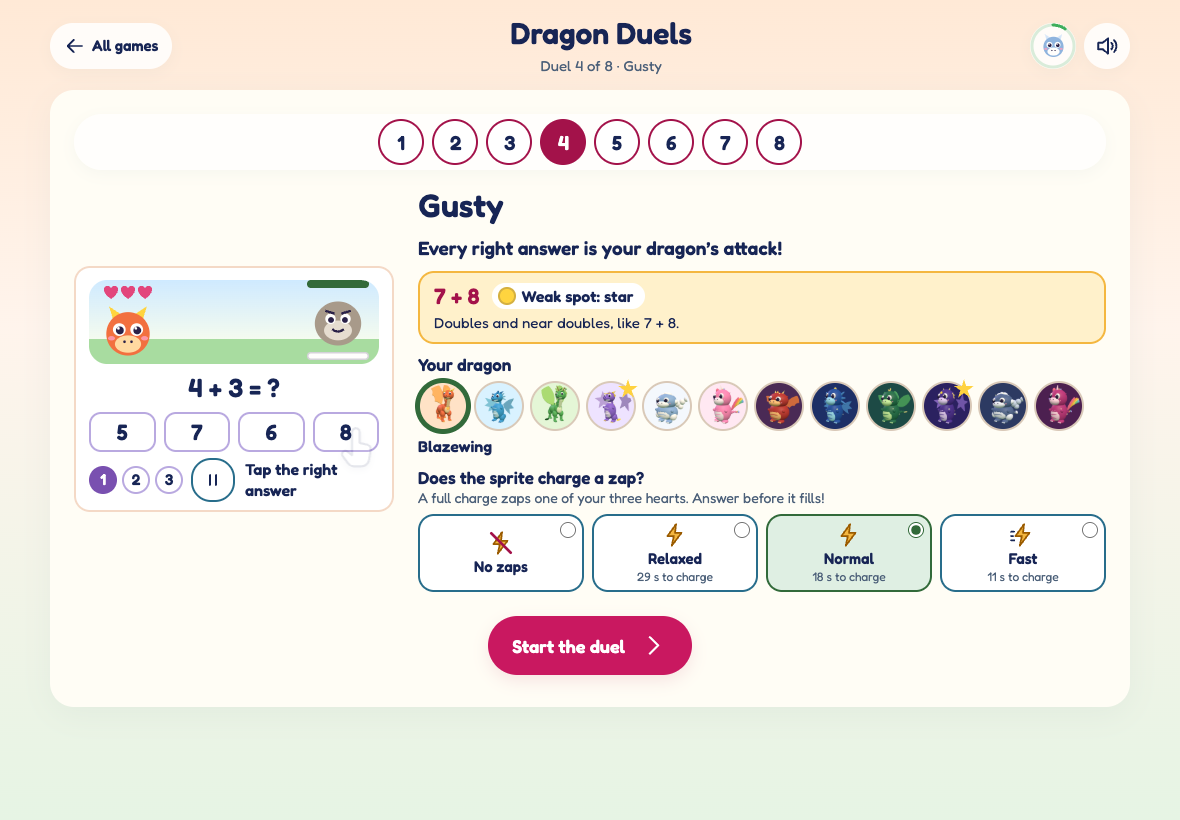 All games
Dragon Duels
Duel 4 of 8 · Gusty
1 2 3 4 5 6 7 8
Gusty
Every right answer is your dragon's attack!
7 + 8 Weak spot: star
Doubles and near doubles, like 7 + 8.
4 + 3 = ?
5 7 6 8
1 2 3 Tap the right
answer
Your dragon
Blazewing
Does the sprite charge a zap?
A full charge zaps one of your three hearts. Answer before it fills!
No zaps
Relaxed
29 s to charge
Normal
18 s to charge
Fast
11 s to charge
Start the duel